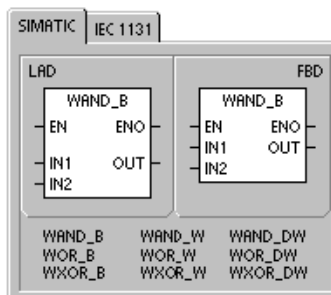 SIMATIC IEC 1131
LAD FBD
WAND_B WAND_B
EN ENO EN ENO
IN1 OUT IN1 OUT
IN2 IN2
WAND_B WAND_W WAND_DW
WOR_B WOR_W WOR_DW
WXOR_B WXOR_W WXOR_DW